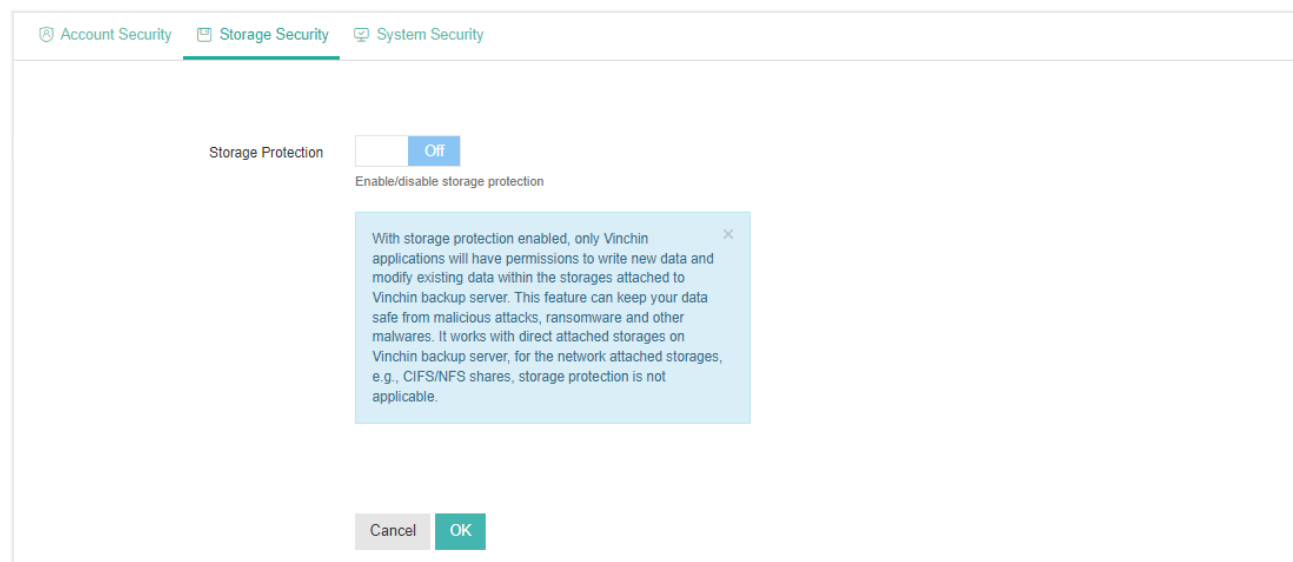 Account Security Storage Security System Security
Storage Protection Off
Enable/disable storage protection
With storage protection enabled, only Vinchin
applications will have permissions to write new data and
modify existing data within the storages attached to
Vinchin backup server. This feature can keep your data
safe from malicious attacks, ransomware and other
malwares. It works with direct attached storages on
Vinchin backup server, for the network attached storages,
e.g., CIFS/NFS shares, storage protection is not
applicable.
Cancel OK